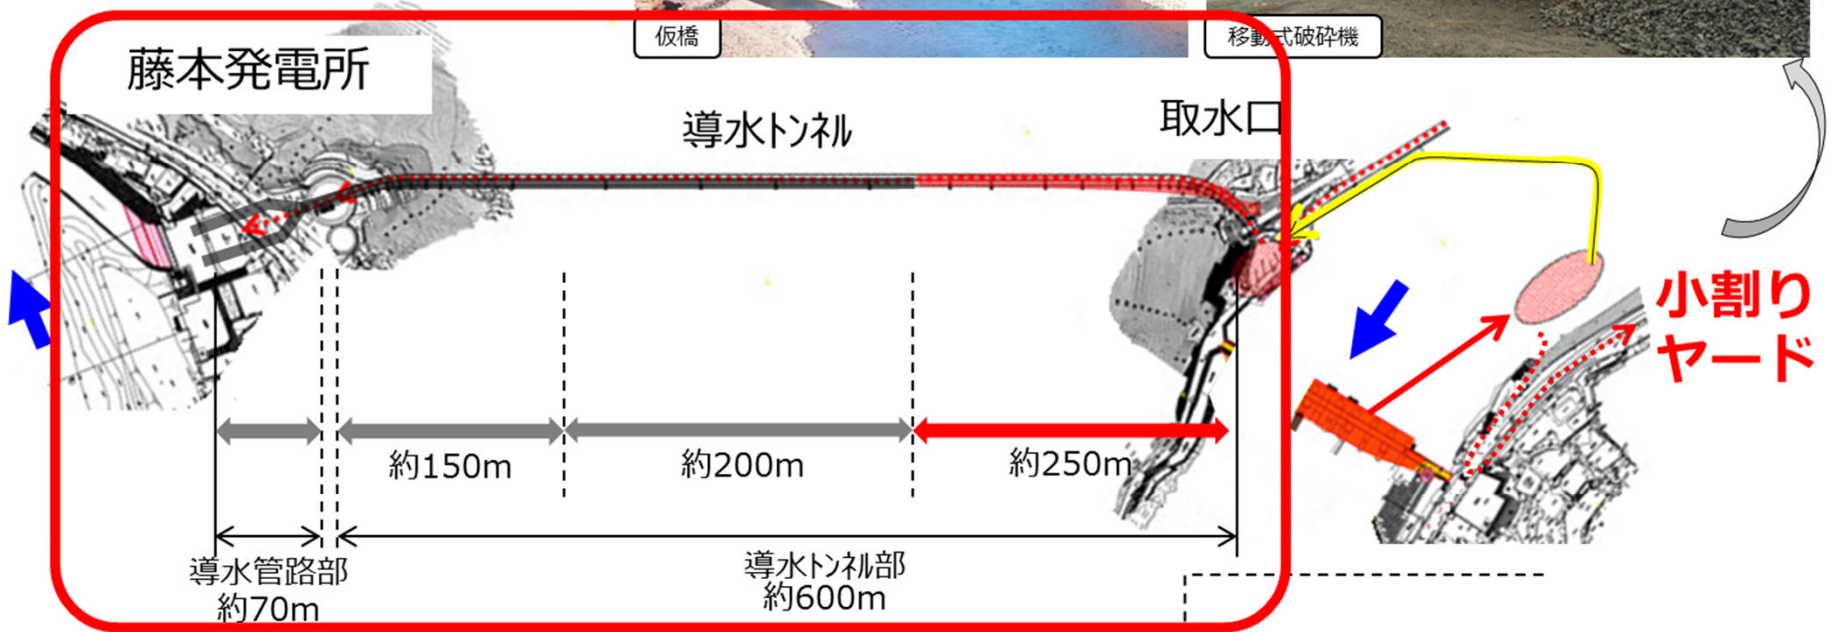 仮橋
移動式破砕機
藤本発電所
導水トンネル
取水口
小割り
ヤード
約150m
約200m
約250m
導水管路部
約70m
導水トンネル部
約600m